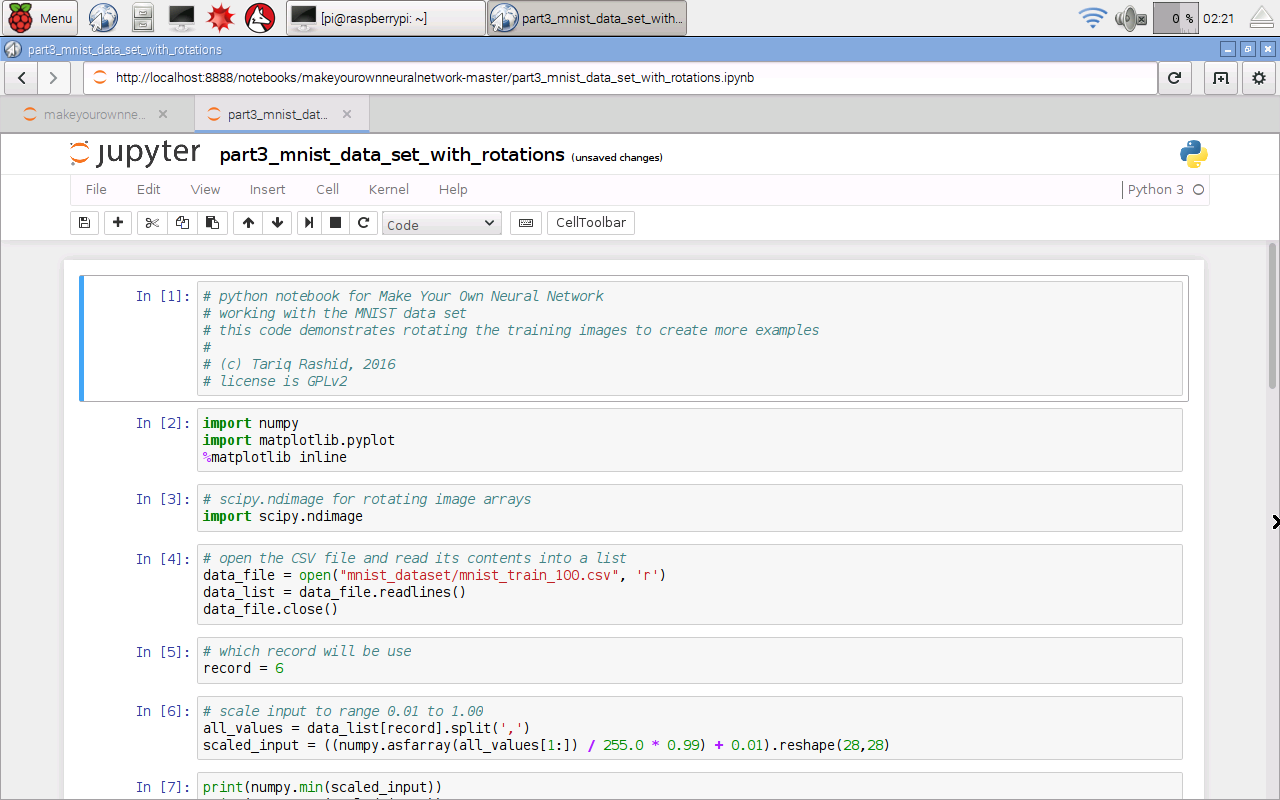 Menu [pi@raspberrypi: ~] part3_mnist_data_set_with... 0 % 02:21
part3_mnist_data_set_with_rotations
http://localhost:8888/notebooks/makeyourownneuralnetwork-master/part3_mnist_data_set_with_rotations.ipynb
makeyourownne... part3_mnist_dat...
jupyter part3_mnist_data_set_with_rotations (unsaved changes)
File Edit View Insert Cell Kernel Help Python 3
Code CellToolbar
In [1]: # python notebook for Make Your Own Neural Network
# working with the MNIST data set
# this code demonstrates rotating the training images to create more examples
#
# (c) Tariq Rashid, 2016
# license is GPLv2
In [2]: import numpy
import matplotlib.pyplot
%matplotlib inline
In [3]: # scipy.ndimage for rotating image arrays
import scipy.ndimage
In [4]: # open the CSV file and read its contents into a list
data_file = open("mnist_dataset/mnist_train_100.csv", 'r')
data_list = data_file.readlines()
data_file.close()
In [5]: # which record will be use
record = 6
In [6]: # scale input to range 0.01 to 1.00
all_values = data_list[record].split(',')
scaled_input = ((numpy.asfarray(all_values[1:]) / 255.0 * 0.99) + 0.01).reshape(28,28)
In [7]: print(numpy.min(scaled_input))